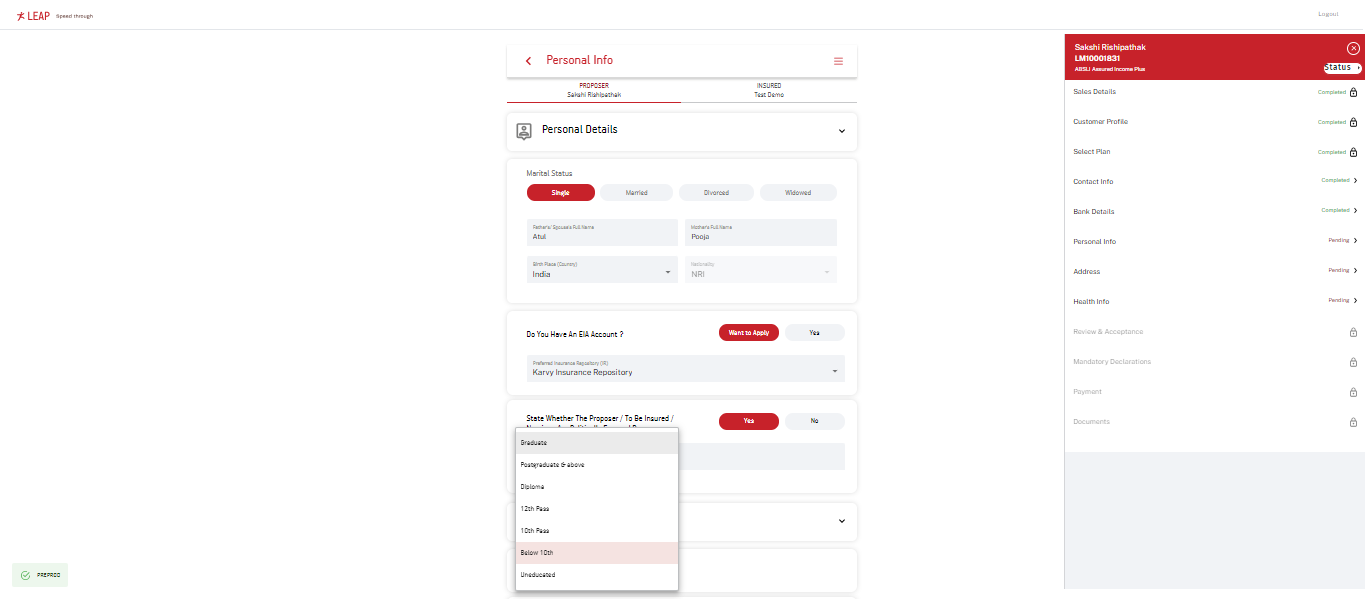 LEAP Speed through
Logout
Personal Info
PROPOSER
Sakshi Rishipathak
INSURED
Test Demo
Personal Details
Marital Status
Single
Married
Divorced
Widowed
Father's/ Spouse's Full Name
Atul
Mother's Full Name
Pooja
Birth Place (Country)
India
Nationality
NRI
Do You Have An EIA Account ?
Want to Apply
Yes
Preferred Insurance Repository (IR)
Karvy Insurance Repository
State Whether The Proposer / To Be Insured /
Yes
No
Graduate
Postgraduate & above
Diploma
12th Pass
10th Pass
Below 10th
Uneducated
PREPROD
Sakshi Rishipathak
LM10001831
ABSLI Assured Income Plus
Status
Sales Details
Completed
Customer Profile
Completed
Select Plan
Completed
Contact Info
Completed
Bank Details
Completed
Personal Info
Pending
Address
Pending
Health Info
Pending
Review & Acceptance
Mandatory Declarations
Payment
Documents